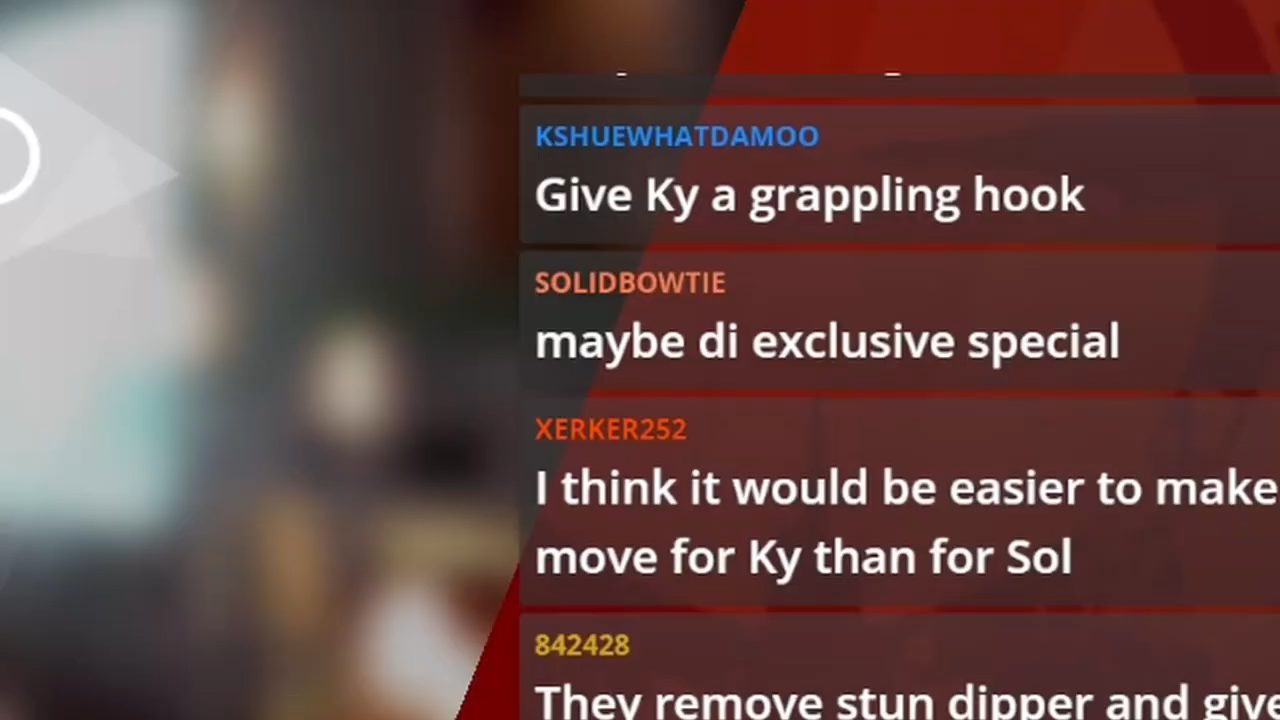 KSHUEWHATDAMOO
Give Ky a grappling hook
SOLIDBOWTIE
maybe di exclusive special
XERKER252
I think it would be easier to make
move for Ky than for Sol
842428
They remove stun dipper and give